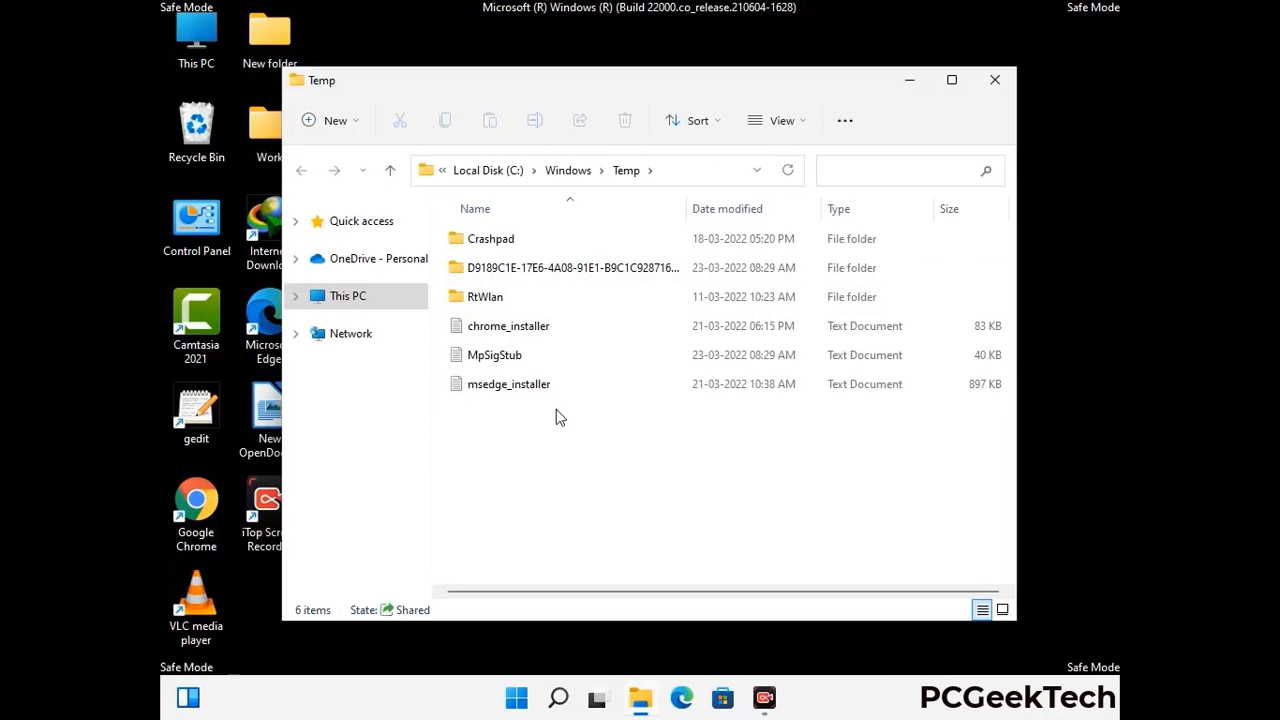 Safe Mode
Microsoft (R) Windows (R) (Build 22000.co_release.210604-1628)
Safe Mode
This PC
New folder
Recycle Bin
Work
Control Panel
Intern
Downlo
Camtasia
2021
Micros
Edge
gedit
New
OpenDo
Google
Chrome
iTop Scr
Record
VLC media
player
Temp
New
Sort
View
Local Disk (C:)
Windows
Temp
Quick access
OneDrive - Personal
This PC
Network
Name Date modified Type Size
Crashpad 18-03-2022 05:20 PM File folder
D9189C1E-17E6-4A08-91E1-B9C1C928716... 23-03-2022 08:29 AM File folder
RtWlan 11-03-2022 10:23 AM File folder
chrome_installer 21-03-2022 06:15 PM Text Document 83 KB
MpSigStub 23-03-2022 08:29 AM Text Document 40 KB
msedge_installer 21-03-2022 10:38 AM Text Document 897 KB
6 items State: Shared
Safe Mode
Safe Mode
PCGeekTech